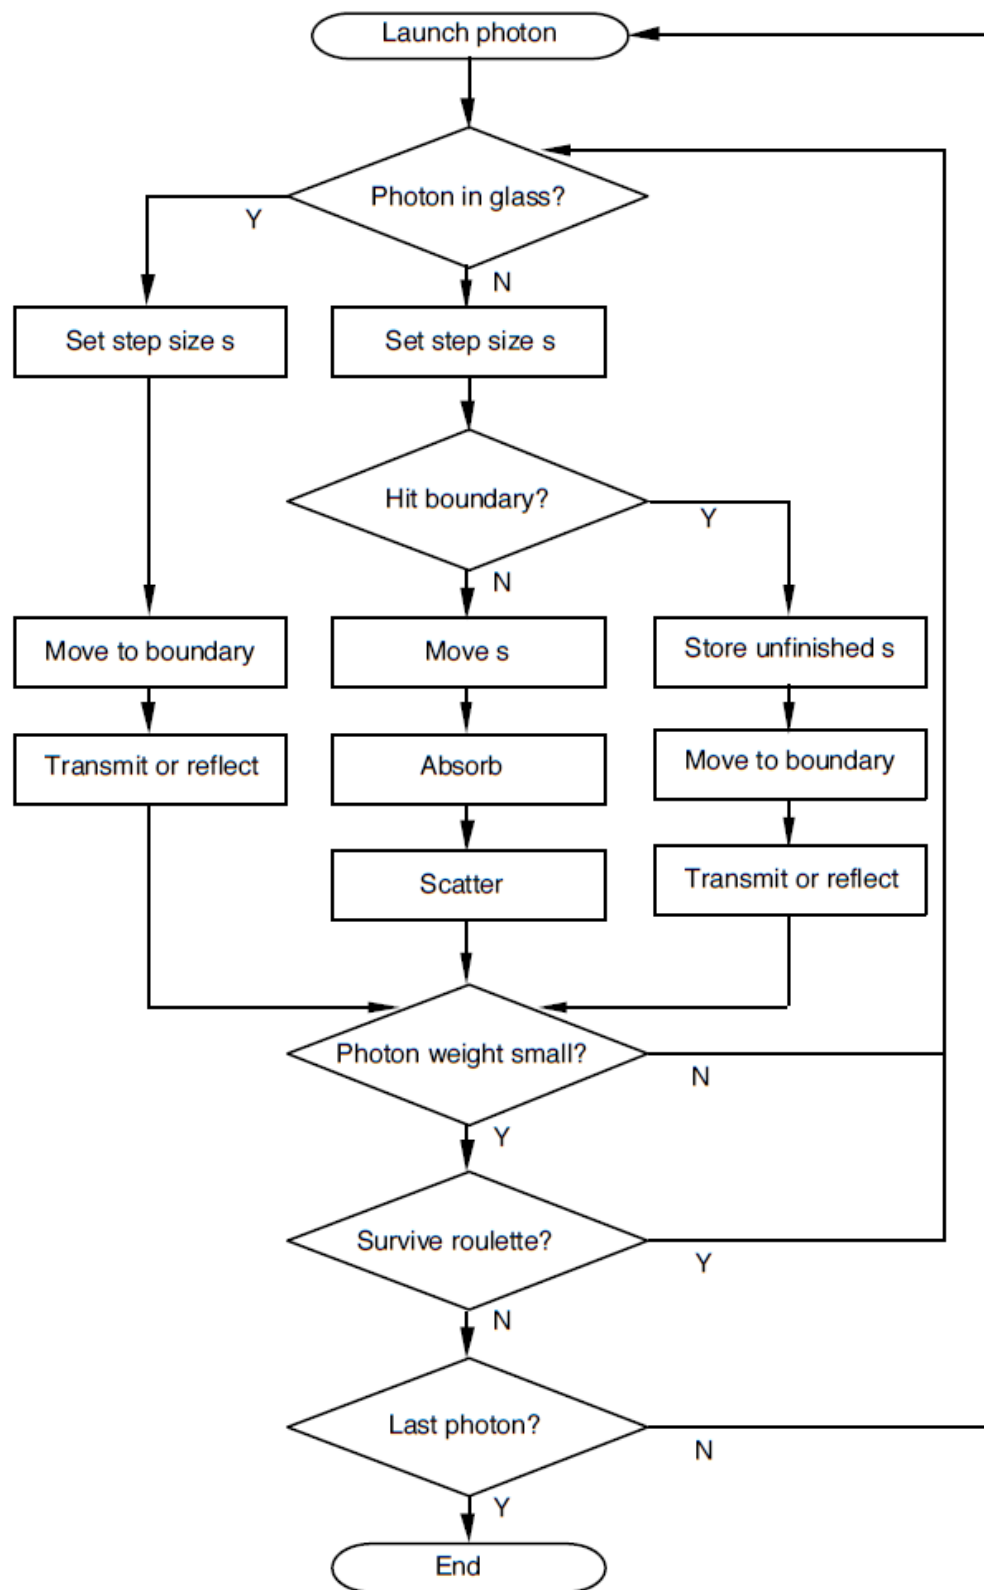 Launch photon
Photon in glass?
Y
N
Set step size s
Set step size s
Hit boundary?
Y
N
Move to boundary
Move s
Store unfinished s
Transmit or reflect
Absorb
Move to boundary
Scatter
Transmit or reflect
Photon weight small?
N
Y
Survive roulette?
Y
N
Last photon?
N
Y
End